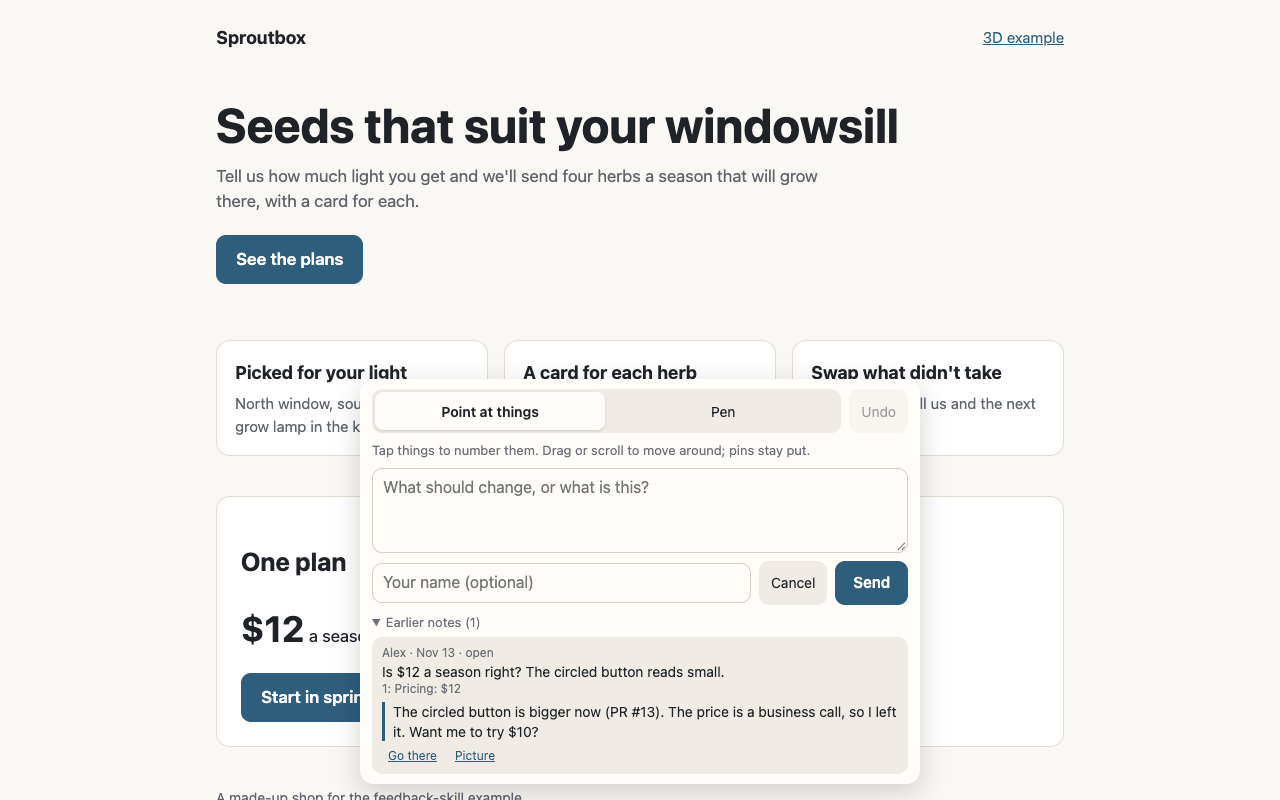 Sproutbox
3D example
Seeds that suit your windowsill
Tell us how much light you get and we'll send four herbs a season that will grow
there, with a card for each.
See the plans
Picked for your light
North window, sou
grow lamp in the k
A card for each herb
Swap what didn't take
ll us and the next
Point at things
Pen
Undo
Tap things to number them. Drag or scroll to move around; pins stay put.
What should change, or what is this?
Your name (optional)
Cancel
Send
▼ Earlier notes (1)
Alex · Nov 13 · open
Is $12 a season right? The circled button reads small.
1: Pricing: $12
The circled button is bigger now (PR #13). The price is a business call, so I left
it. Want me to try $10?
Go there
Picture
One plan
$12 a seaso
Start in sprin
A made-up shop for the feedback-skill example.